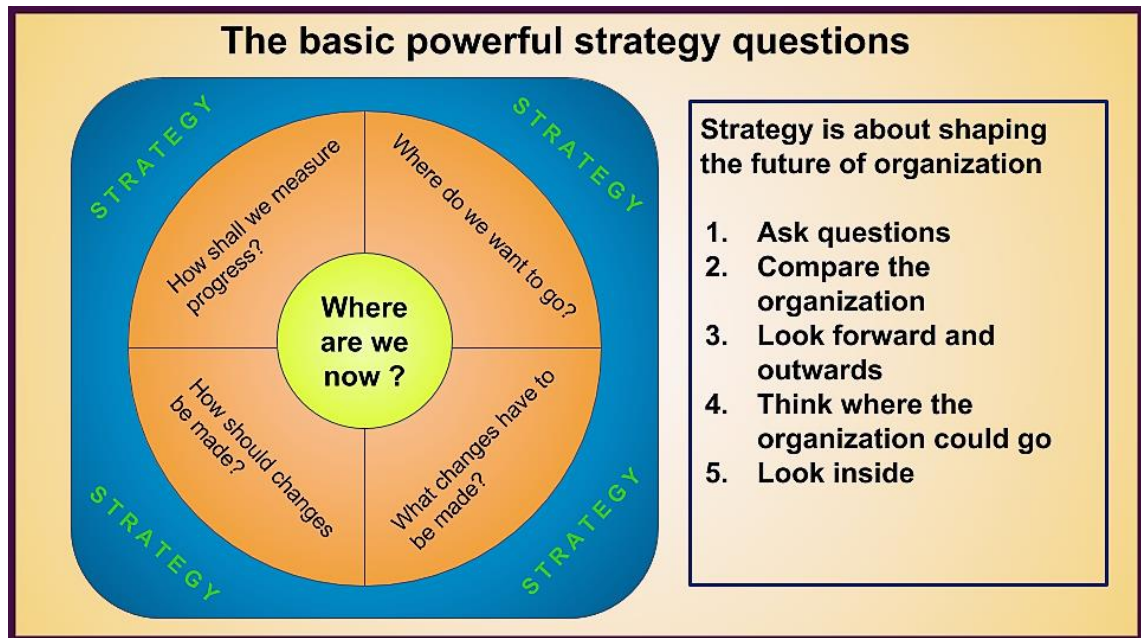 The basic powerful strategy questions
STRATEGY
STRATEGY
How shall we measure
progress?
Where do we want to go?
Where
are we
now ?
How should changes
be made?
What changes have to
be made?
STRATEGY
STRATEGY
Strategy is about shaping
the future of organization
1. Ask questions
2. Compare the
organization
3. Look forward and
outwards
4. Think where the
organization could go
5. Look inside